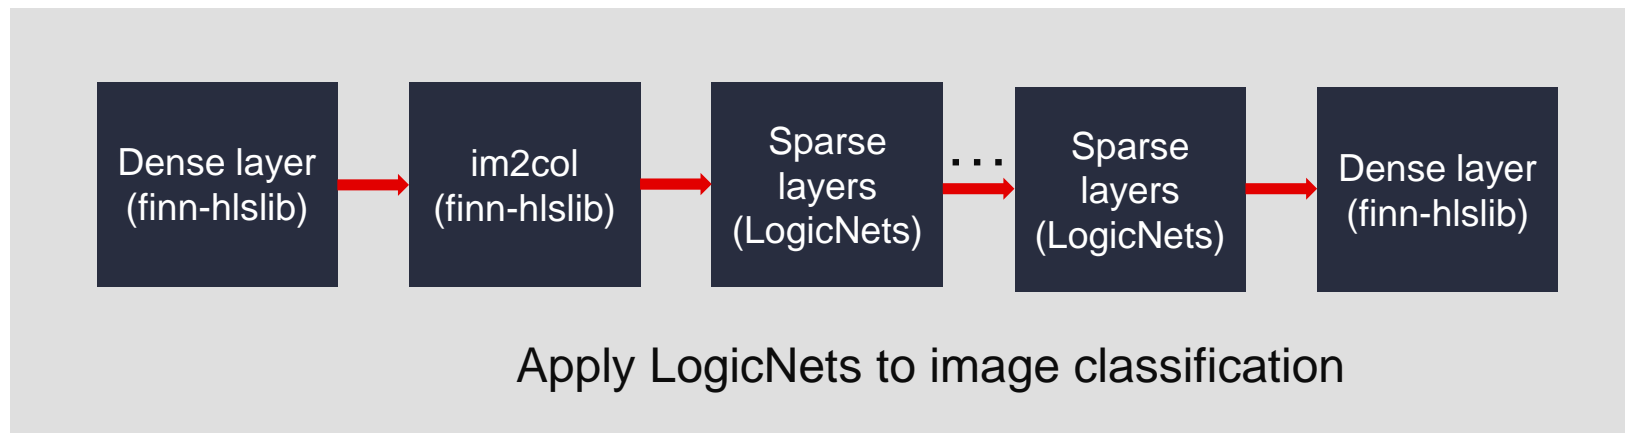 Dense layer
(finn-hlslib)
im2col
(finn-hlslib)
Sparse
layers
(LogicNets)
...
Sparse
layers
(LogicNets)
Dense layer
(finn-hlslib)
Apply LogicNets to image classification